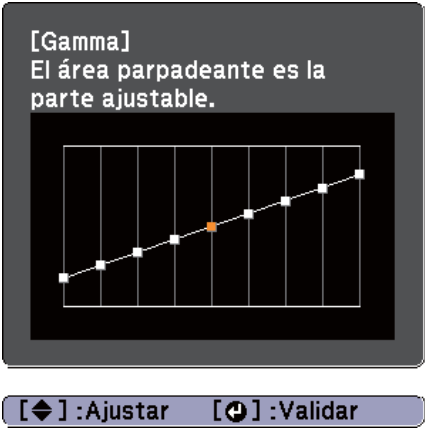 [Gamma]
El área parpadeante es la
parte ajustable.
[◆] :Ajustar [↵] :Validar